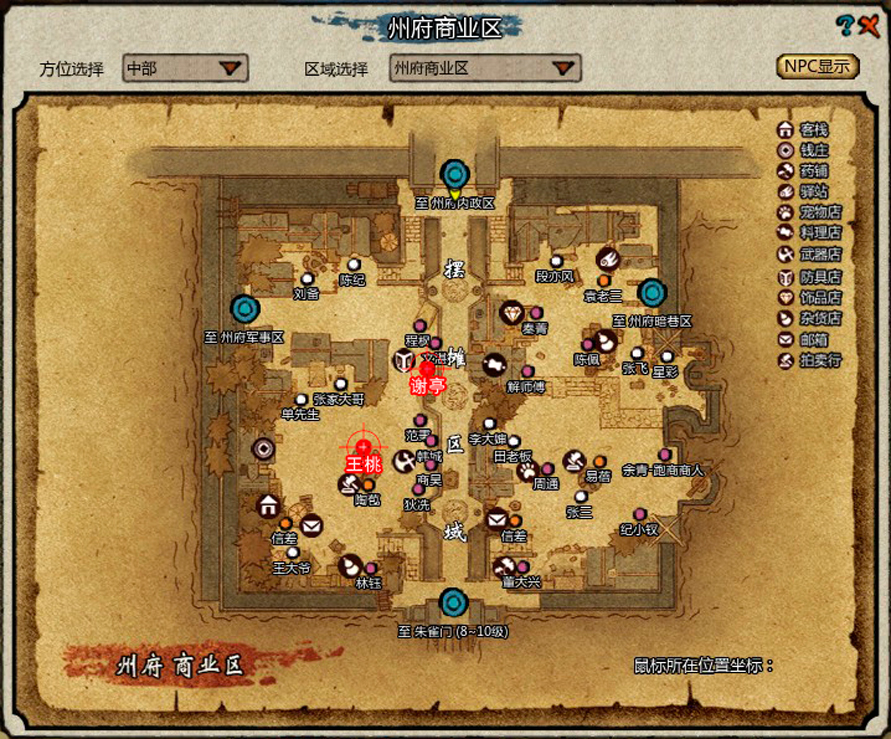 州府商业区
方位选择
中部
区域选择
州府商业区
NPC显示
客栈
钱庄
药铺
驿站
宠物店
料理店
武器店
防具店
饰品店
杂货店
邮箱
拍卖行
至 州府内政区
摆
摊
区
域
刘备
陈纪
段亦风
袁老三
至 州府军事区
至 州府暗巷区
程枫
秦菁
陈佩
张飞
星彩
谢亭
解师傅
张家大哥
单先生
李大婶
田老板
韩城
商吴
狄洗
王桃
陶苞
周通
易蓓
余青-跑商商人
张三
纪小钗
信差
信差
王大爷
林钰
董大兴
至 朱雀门 (8~10级)
州府 商业区
鼠标所在位置坐标：